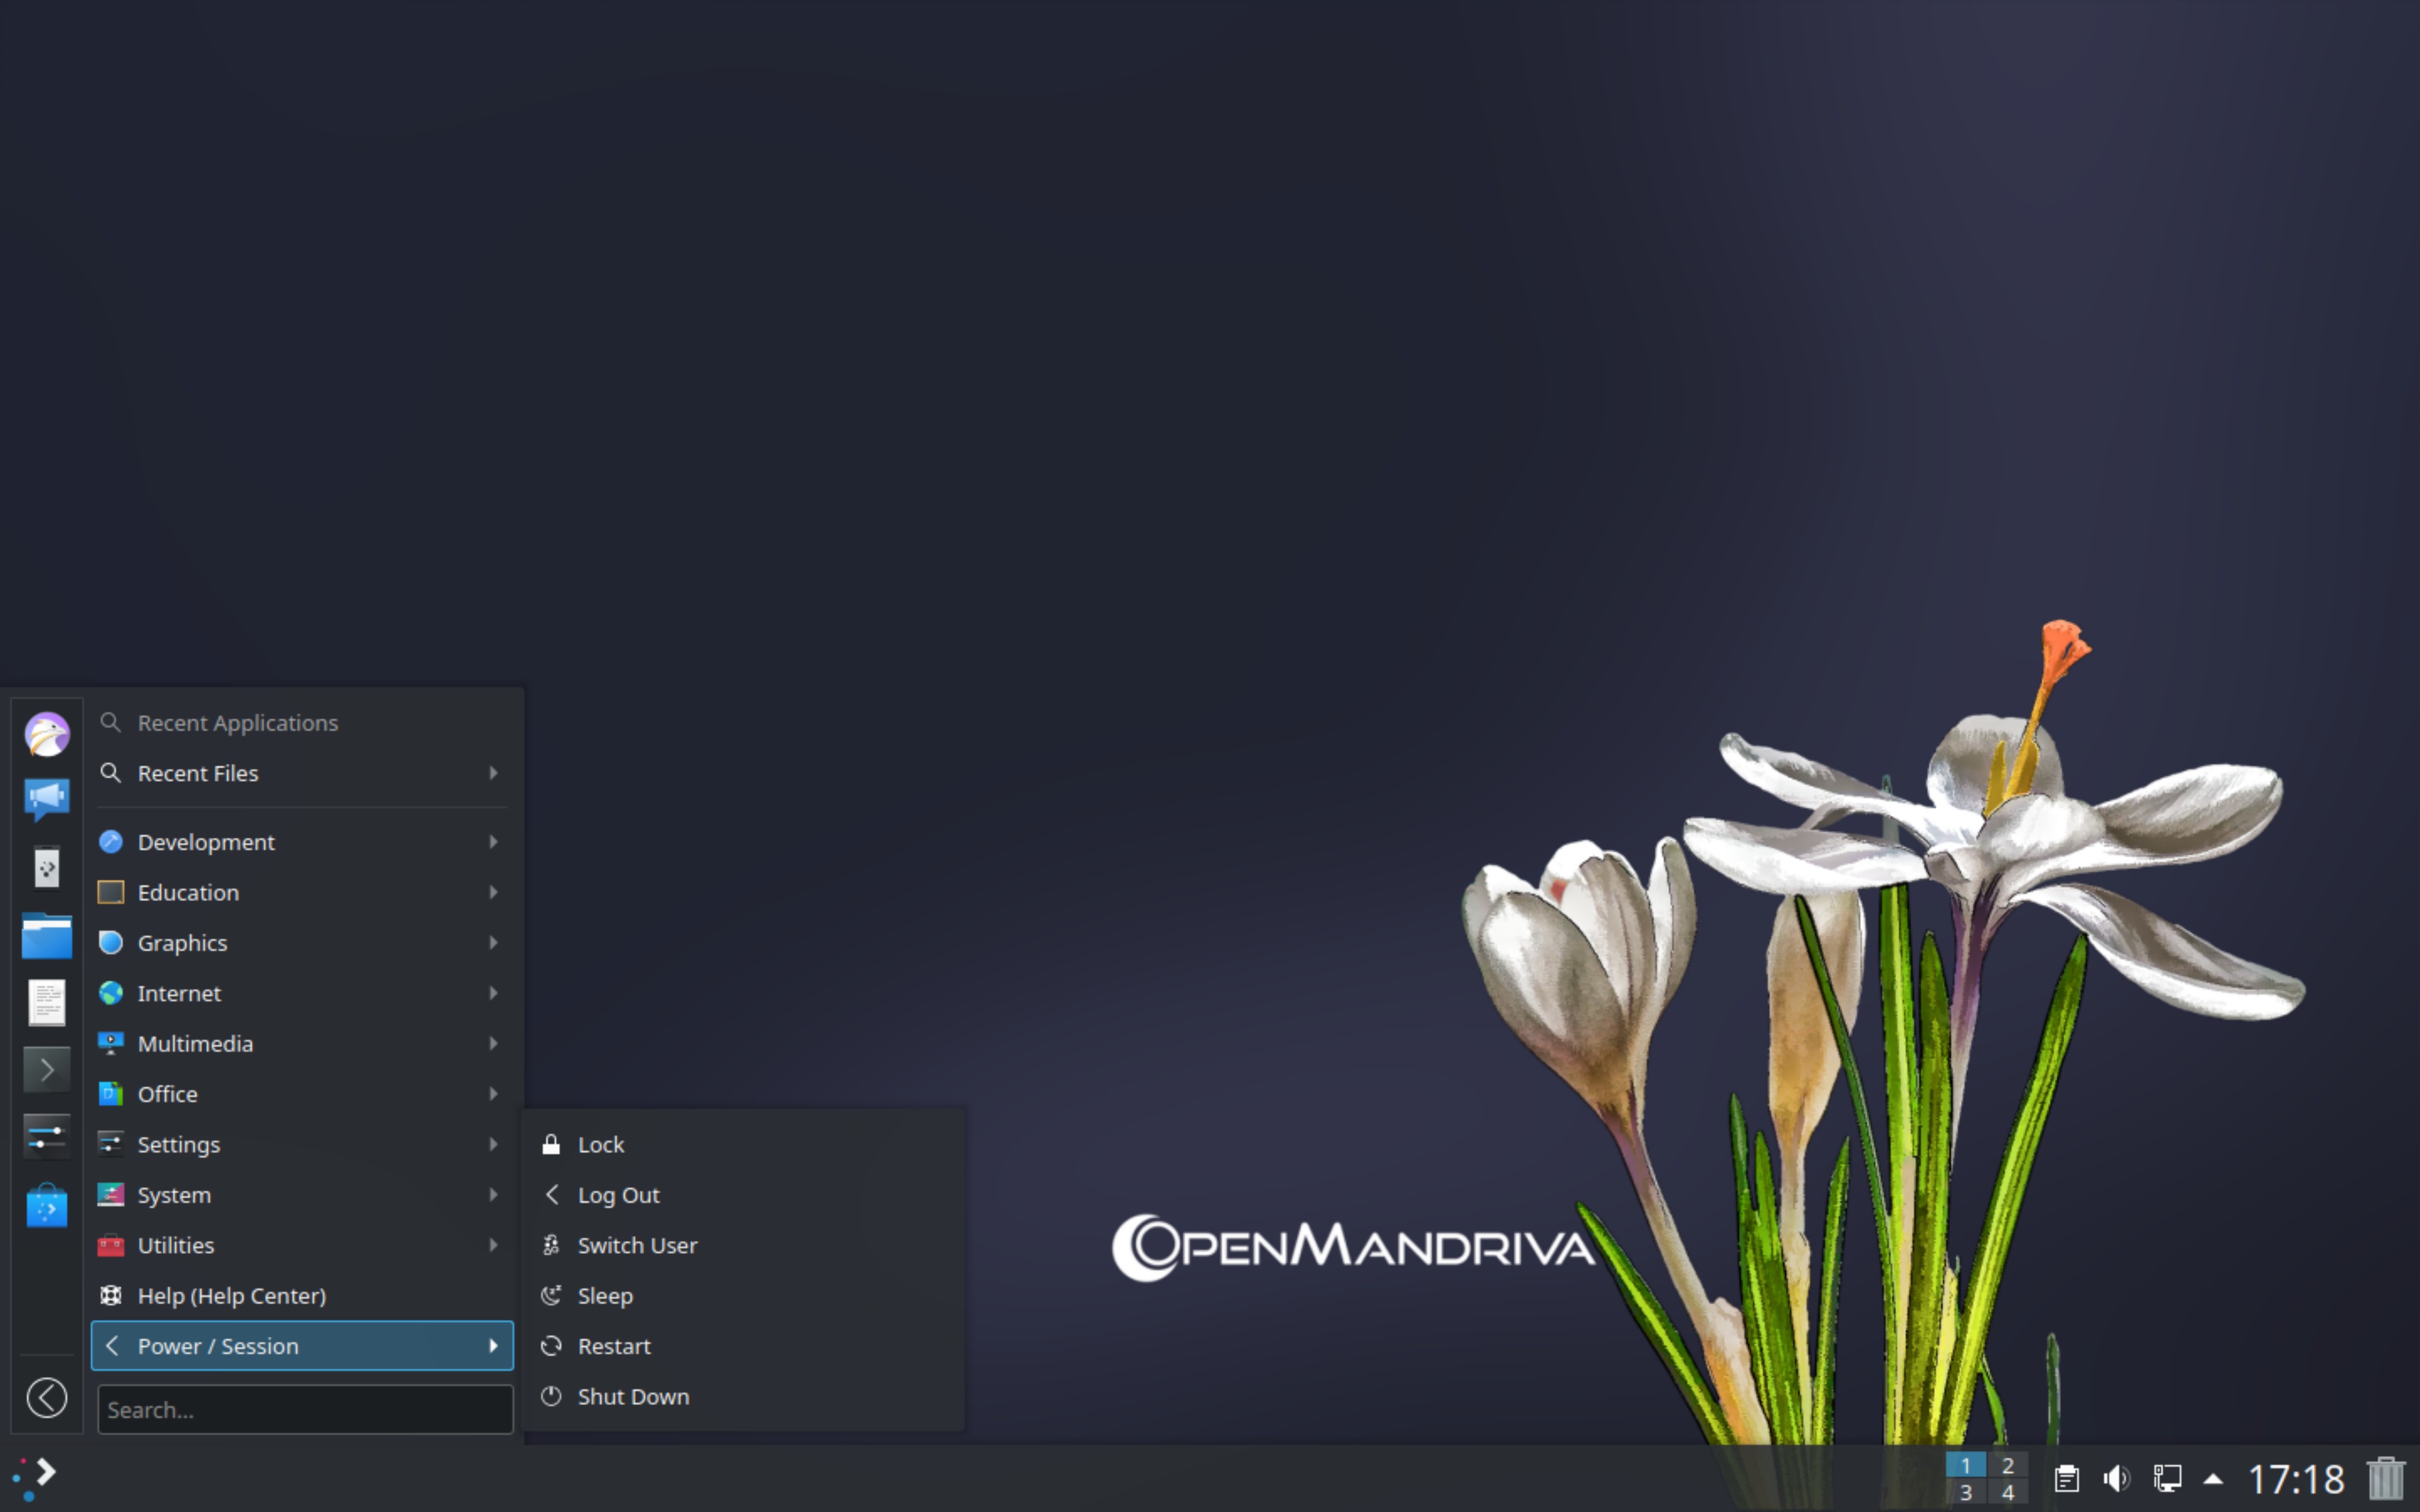 Recent Applications
Recent Files
Development
Education
Graphics
Internet
Multimedia
Office
Settings
System
Utilities
Help (Help Center)
Power / Session
Search...
Lock
Log Out
Switch User
Sleep
Restart
Shut Down
OPENMANDRIVA
1 2
3 4
17:18